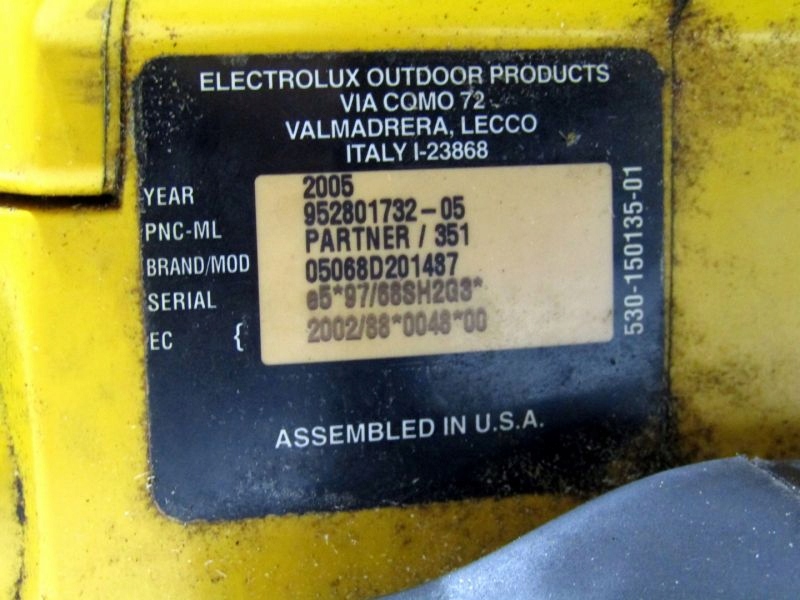 ELECTROLUX OUTDOOR PRODUCTS
VIA COMO 72
VALMADRERA, LECCO
ITALY I-23868
YEAR 2005
PNC-ML 952801732-05
BRAND/MOD PARTNER / 351
SERIAL 05068D201487
EC { e5*97/68SH2G3*
2002/88*0048*00
530-150135-01
ASSEMBLED IN U.S.A.